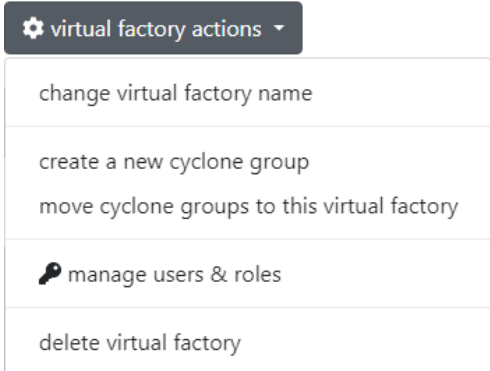 virtual factory actions
change virtual factory name
create a new cyclone group
move cyclone groups to this virtual factory
manage users & roles
delete virtual factory